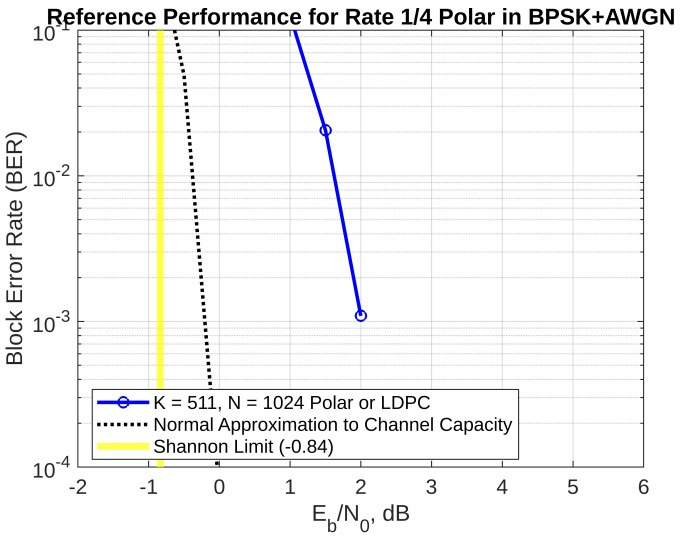 Reference Performance for Rate 1/4 Polar in BPSK+AWGN
10^-1
10^-2
10^-3
10^-4
Block Error Rate (BER)
K = 511, N = 1024 Polar or LDPC
Normal Approximation to Channel Capacity
Shannon Limit (-0.84)
-2 -1 0 1 2 3 4 5 6
E_b/N_0, dB